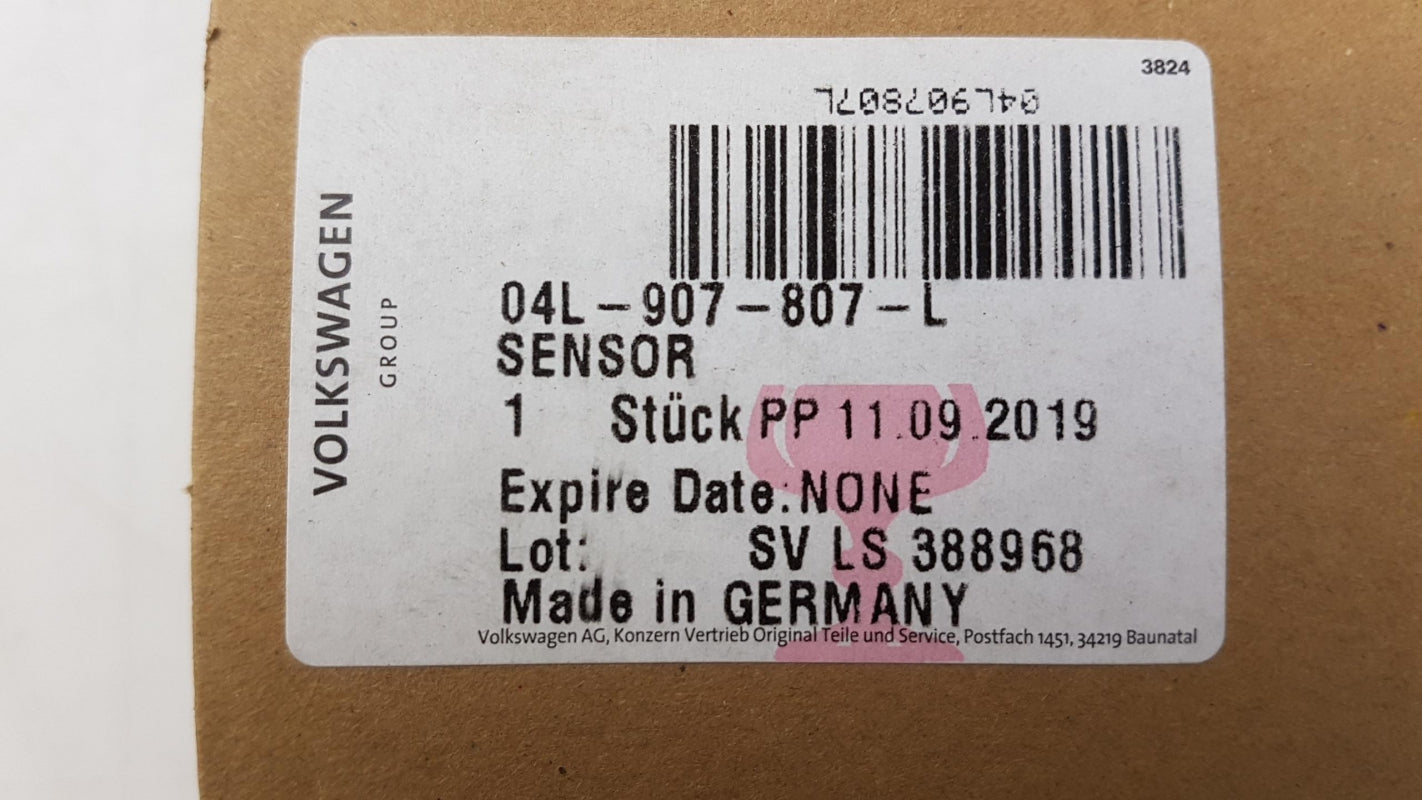 3824
04L907807L
VOLKSWAGEN
GROUP
04L-907-807-L
SENSOR
1 Stück PP 11.09.2019
Expire Date:NONE
Lot: SV LS 388968
Made in GERMANY
Volkswagen AG, Konzern Vertrieb Original Teile und Service, Postfach 1451, 34219 Baunatal